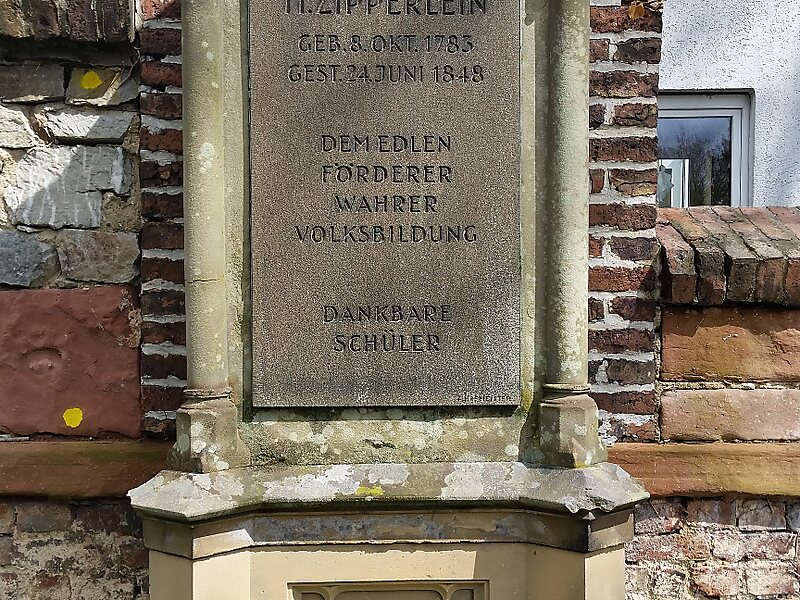 H. ZIPPERLEIN
GEB. 8. OKT. 1783
GEST. 24. JUNI 1848
DEM EDLEN
FÖRDERER
WAHRER
VOLKSBILDUNG
DANKBARE
SCHÜLER